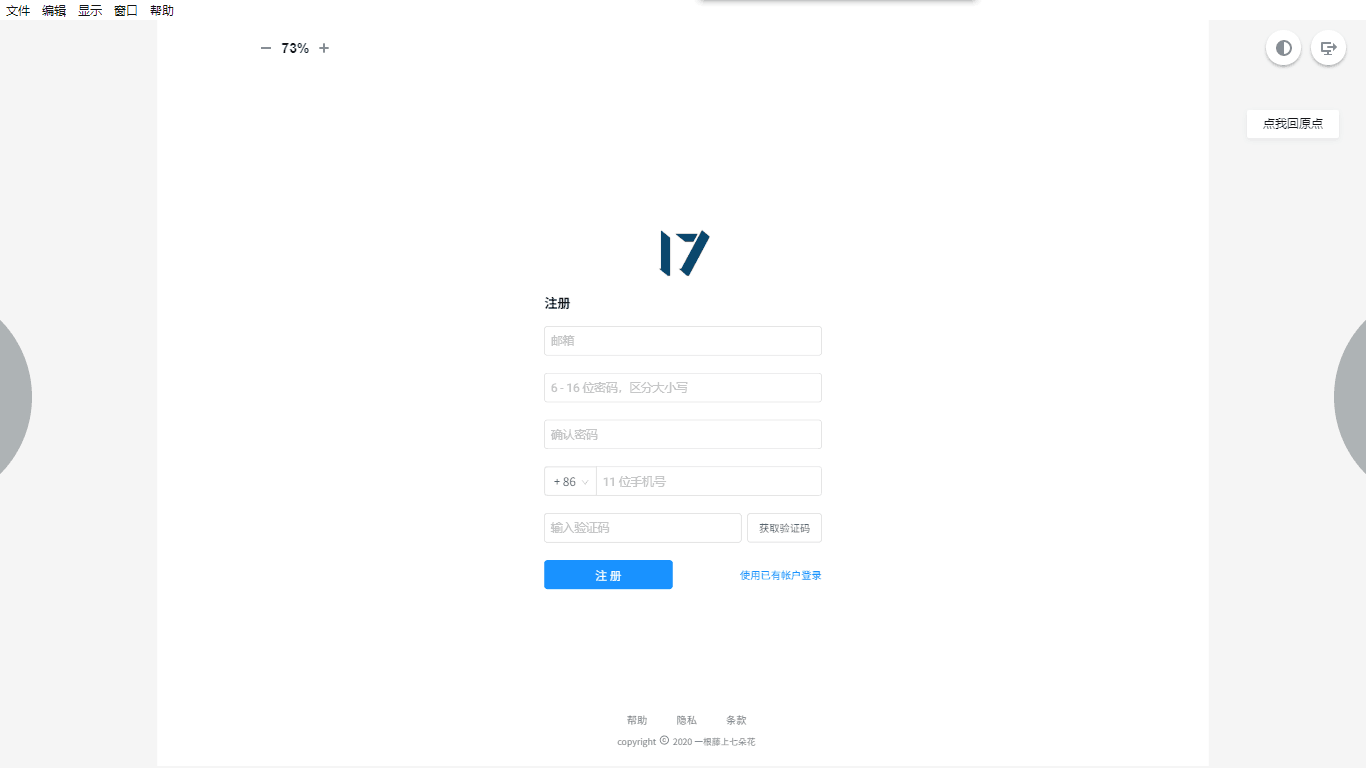 文件 编辑 显示 窗口 帮助
73%
点我回原点
17
注册
邮箱
6 - 16 位密码，区分大小写
确认密码
+ 86 11 位手机号
输入验证码 获取验证码
注 册 使用已有帐户登录
帮助 隐私 条款
copyright © 2020 一根藤上七朵花